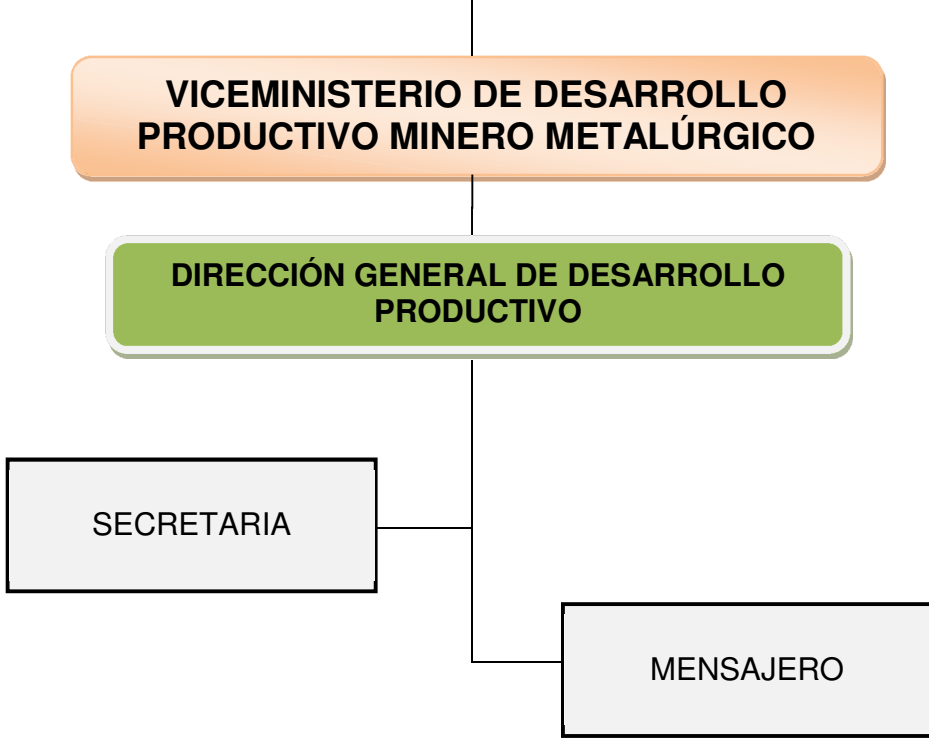 VICEMINISTERIO DE DESARROLLO
PRODUCTIVO MINERO METALÚRGICO
DIRECCIÓN GENERAL DE DESARROLLO
PRODUCTIVO
SECRETARIA
MENSAJERO